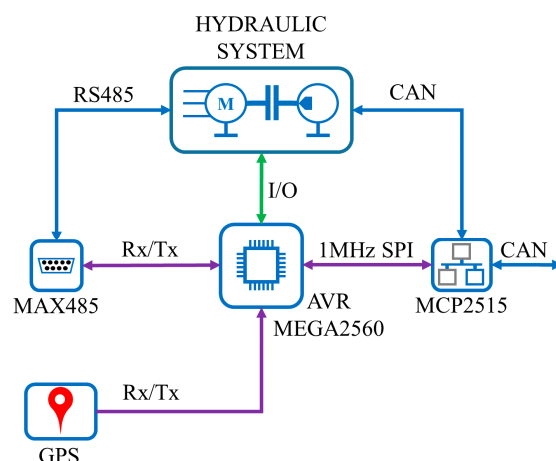 HYDRAULIC
SYSTEM
RS485
CAN
M
I/O
Rx/Tx
1MHz SPI
CAN
MAX485
AVR
MEGA2560
MCP2515
Rx/Tx
GPS